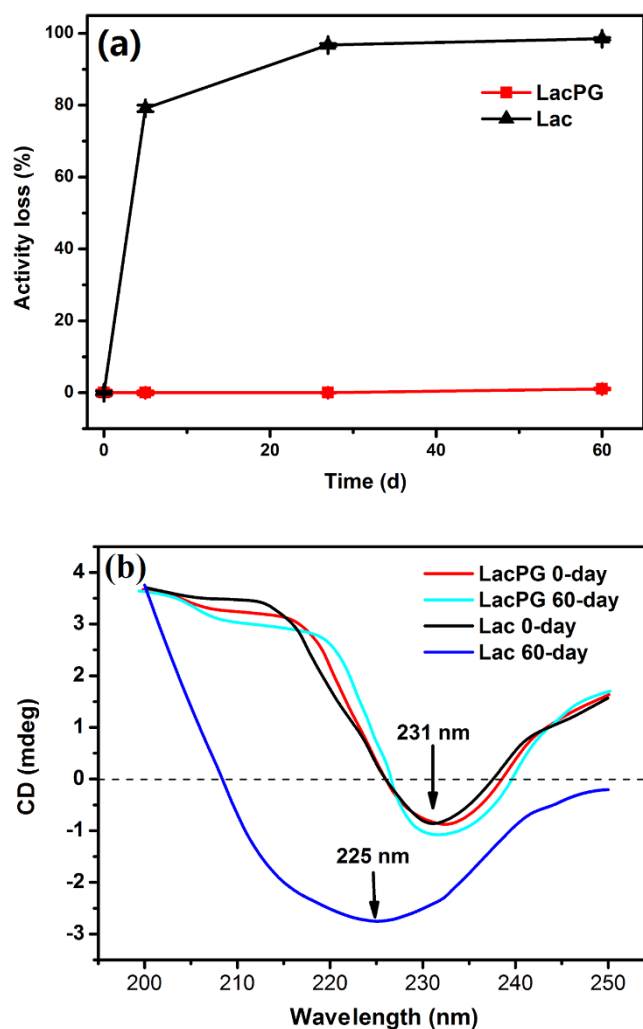 (a)
100
80
60
40
20
0
Activity loss (%)
LacPG
Lac
0
20
40
60
Time (d)
(b)
4
3
2
1
0
-1
-2
-3
CD (mdeg)
LacPG 0-day
LacPG 60-day
Lac 0-day
Lac 60-day
231 nm
225 nm
200
210
220
230
240
250
Wavelength (nm)